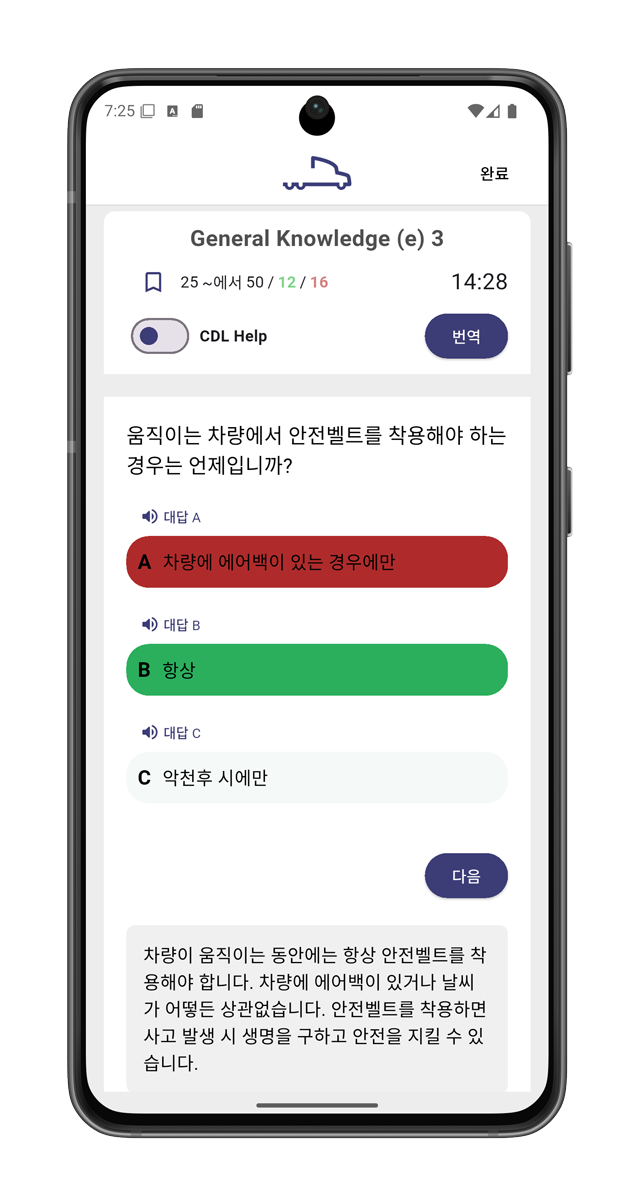 7:25
완료
General Knowledge (e) 3
25 ~에서 50 / 12 / 16
14:28
CDL Help
번역
움직이는 차량에서 안전벨트를 착용해야 하는
경우는 언제입니까?
대답 A
A 차량에 에어백이 있는 경우에만
대답 B
B 항상
대답 C
C 악천후 시에만
다음
차량이 움직이는 동안에는 항상 안전벨트를 착
용해야 합니다. 차량에 에어백이 있거나 날씨
가 어떻든 상관없습니다. 안전벨트를 착용하면
사고 발생 시 생명을 구하고 안전을 지킬 수 있
습니다.